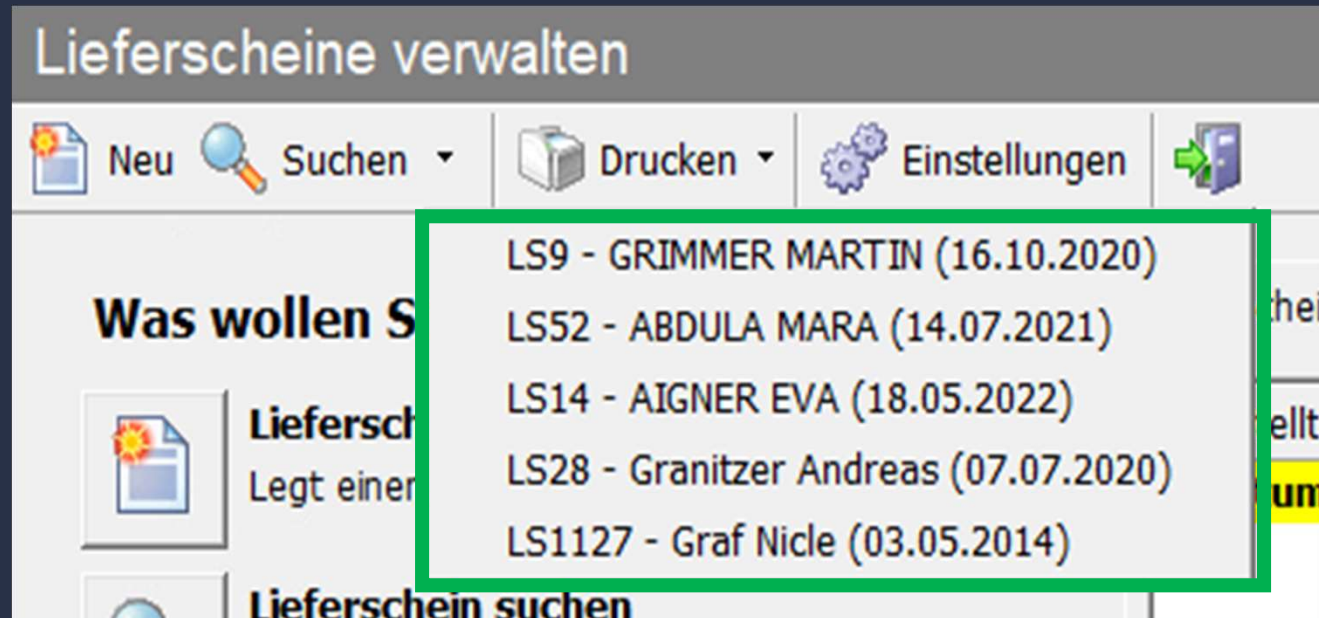 Lieferscheine verwalten
Neu Suchen Drucken Einstellungen
LS9 - GRIMMER MARTIN (16.10.2020)
LS52 - ABDULA MARA (14.07.2021)
LS14 - AIGNER EVA (18.05.2022)
LS28 - Granitzer Andreas (07.07.2020)
LS1127 - Graf Nicle (03.05.2014)
Was wollen S
Liefersch
Legt einer
Lieferschein suchen